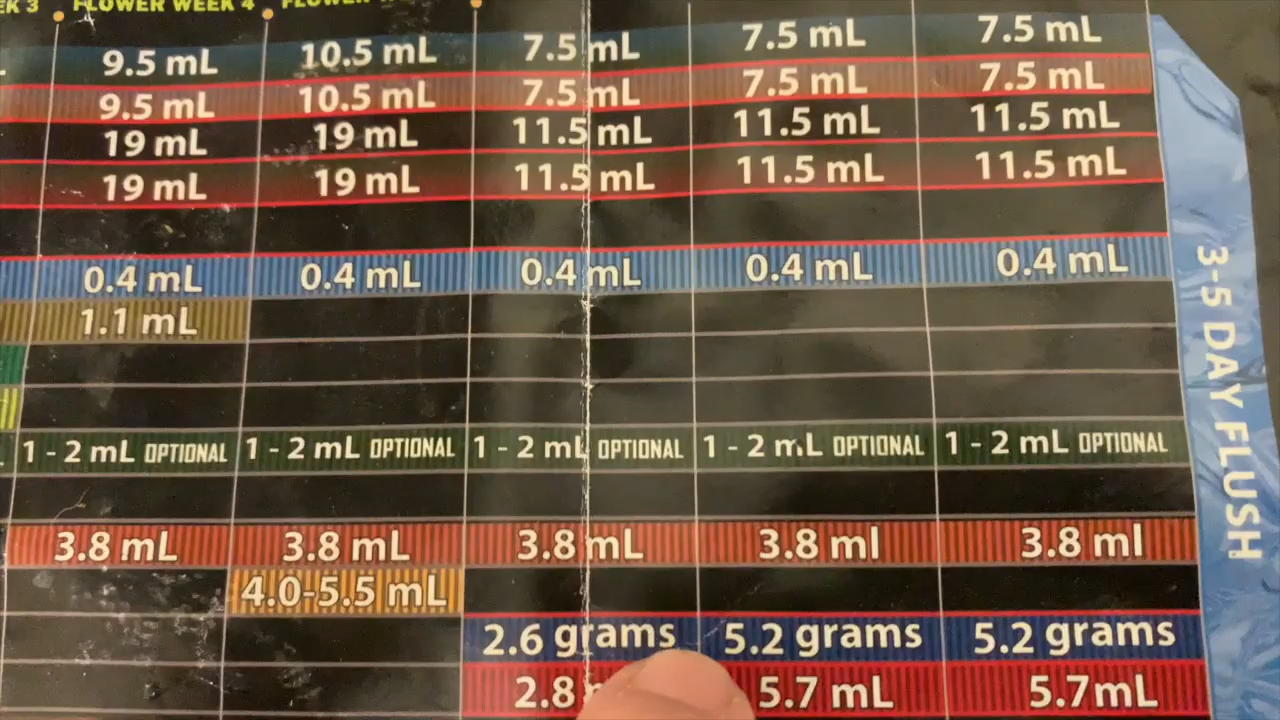 FLOWER WEEK 4
9.5 mL 10.5 mL 7.5 mL 7.5 mL 7.5 mL
9.5 mL 10.5 mL 7.5 mL 7.5 mL 7.5 mL
19 mL 19 mL 11.5 mL 11.5 mL 11.5 mL
19 mL 19 mL 11.5 mL 11.5 mL 11.5 mL
0.4 mL 0.4 mL 0.4 mL 0.4 mL 0.4 mL
1.1 mL
1 - 2 mL OPTIONAL 1 - 2 mL OPTIONAL 1 - 2 mL OPTIONAL 1 - 2 mL OPTIONAL 1 - 2 mL OPTIONAL
3.8 mL 3.8 mL 3.8 mL 3.8 ml 3.8 ml
4.0-5.5 mL
2.6 grams 5.2 grams 5.2 grams
2.8 5.7 mL 5.7mL
3-5 DAY FLUSH